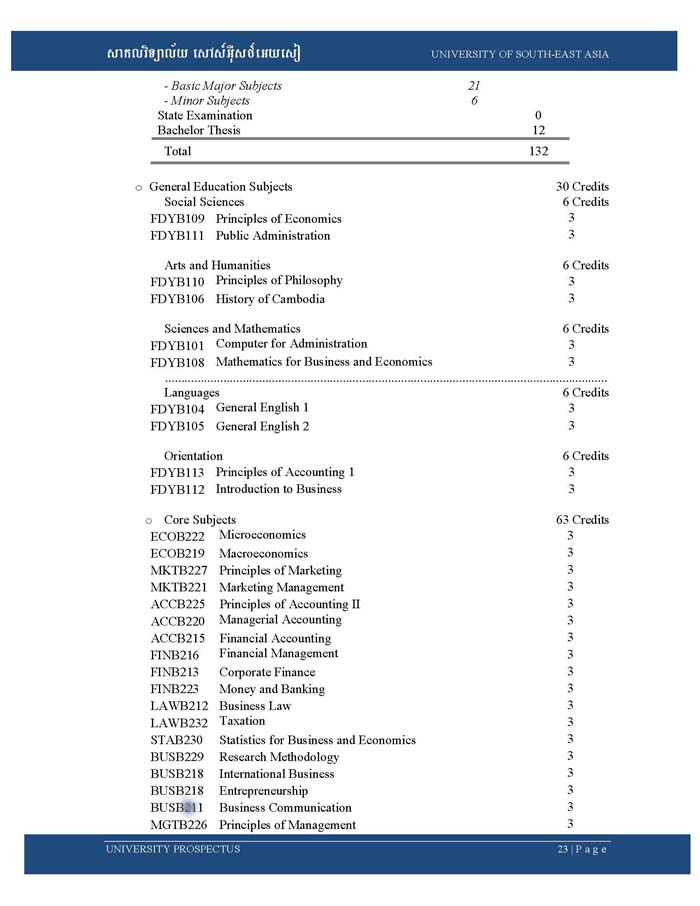 សាកលវិទ្យាល័យ សៅស៍អ៊ីសថ៍អេយសៀ UNIVERSITY OF SOUTH-EAST ASIA
- Basic Major Subjects 21
- Minor Subjects 6
State Examination 0
Bachelor Thesis 12
Total 132
o General Education Subjects 30 Credits
Social Sciences 6 Credits
FDYB109 Principles of Economics 3
FDYB111 Public Administration 3
Arts and Humanities 6 Credits
FDYB110 Principles of Philosophy 3
FDYB106 History of Cambodia 3
Sciences and Mathematics 6 Credits
FDYB101 Computer for Administration 3
FDYB108 Mathematics for Business and Economics 3
Languages 6 Credits
FDYB104 General English 1 3
FDYB105 General English 2 3
Orientation 6 Credits
FDYB113 Principles of Accounting 1 3
FDYB112 Introduction to Business 3
o Core Subjects 63 Credits
ECOB222 Microeconomics 3
ECOB219 Macroeconomics 3
MKTB227 Principles of Marketing 3
MKTB221 Marketing Management 3
ACCB225 Principles of Accounting II 3
ACCB220 Managerial Accounting 3
ACCB215 Financial Accounting 3
FINB216 Financial Management 3
FINB213 Corporate Finance 3
FINB223 Money and Banking 3
LAWB212 Business Law 3
LAWB232 Taxation 3
STAB230 Statistics for Business and Economics 3
BUSB229 Research Methodology 3
BUSB218 International Business 3
BUSB218 Entrepreneurship 3
BUSB211 Business Communication 3
MGTB226 Principles of Management 3
UNIVERSITY PROSPECTUS 23 | P a g e